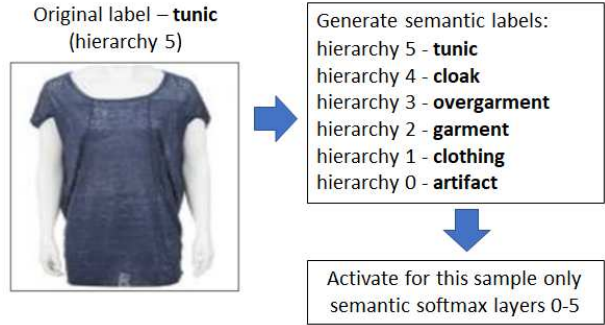 Original label – tunic
(hierarchy 5)
Generate semantic labels:
hierarchy 5 - tunic
hierarchy 4 - cloak
hierarchy 3 - overgarment
hierarchy 2 - garment
hierarchy 1 - clothing
hierarchy 0 - artifact
Activate for this sample only
semantic softmax layers 0-5